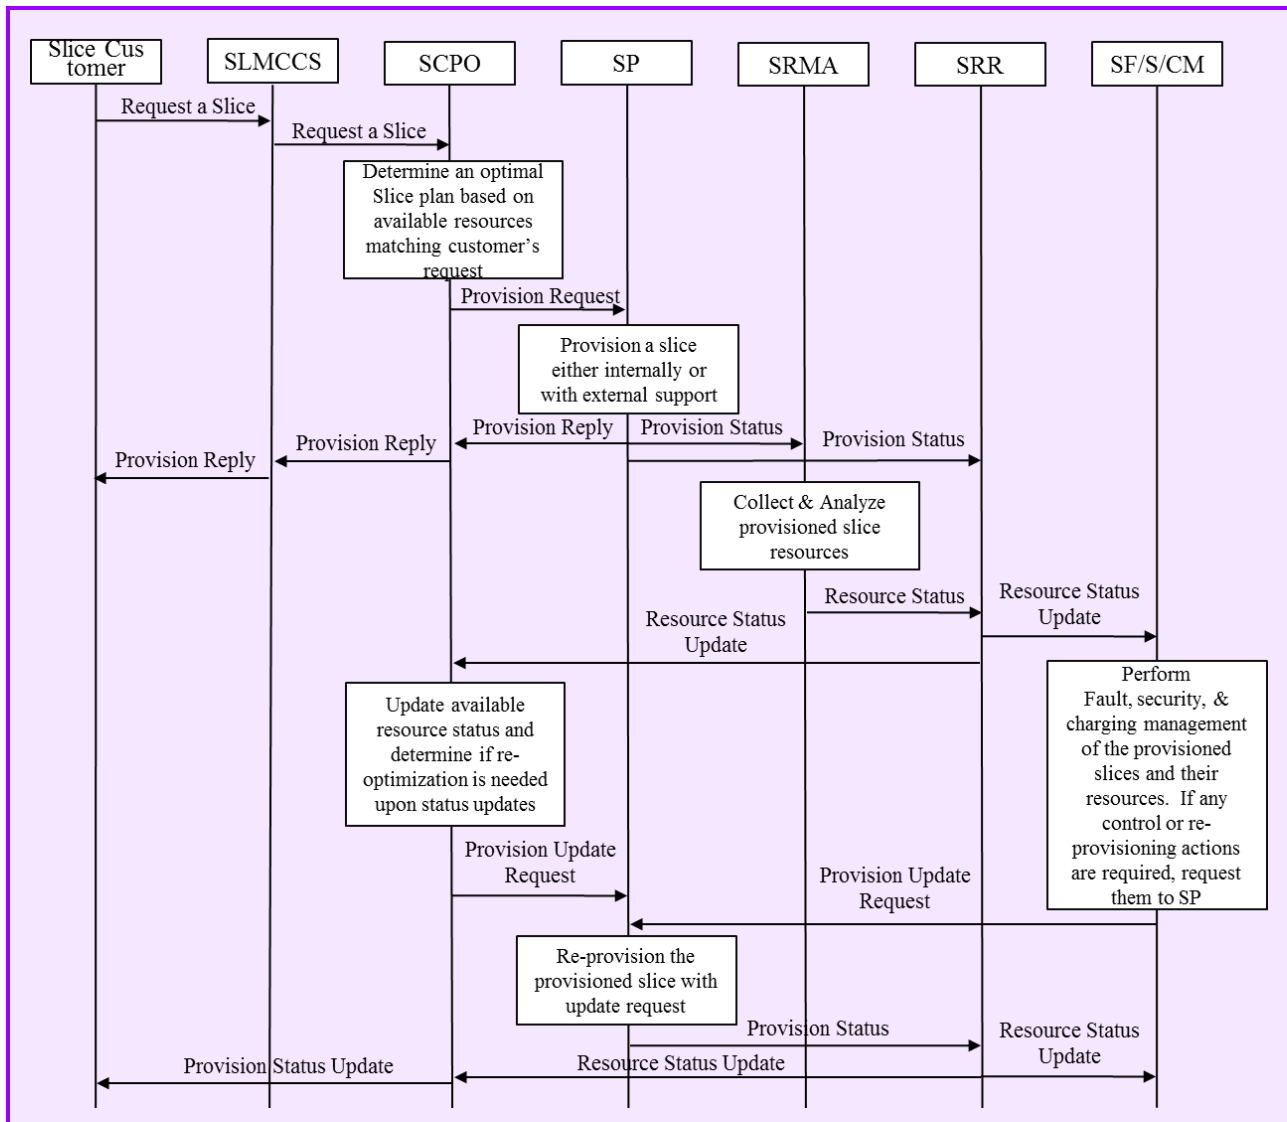 Slice Cus
tomer
SLMCCS
SCPO
SP
SRMA
SRR
SF/S/CM
Request a Slice
Request a Slice
Determine an optimal
Slice plan based on
available resources
matching customer's
request
Provision Request
Provision a slice
either internally or
with external support
Provision Reply
Provision Status
Provision Reply
Provision Status
Provision Reply
Collect & Analyze
provisioned slice
resources
Resource Status
Resource Status
Update
Resource Status
Update
Update available
resource status and
determine if re-
optimization is needed
upon status updates
Perform
Fault, security, &
charging management
of the provisioned
slices and their
resources. If any
control or re-
provisioning actions
are required, request
them to SP
Provision Update
Request
Provision Update
Request
Re-provision the
provisioned slice with
update request
Provision Status
Resource Status
Update
Provision Status Update
Resource Status Update